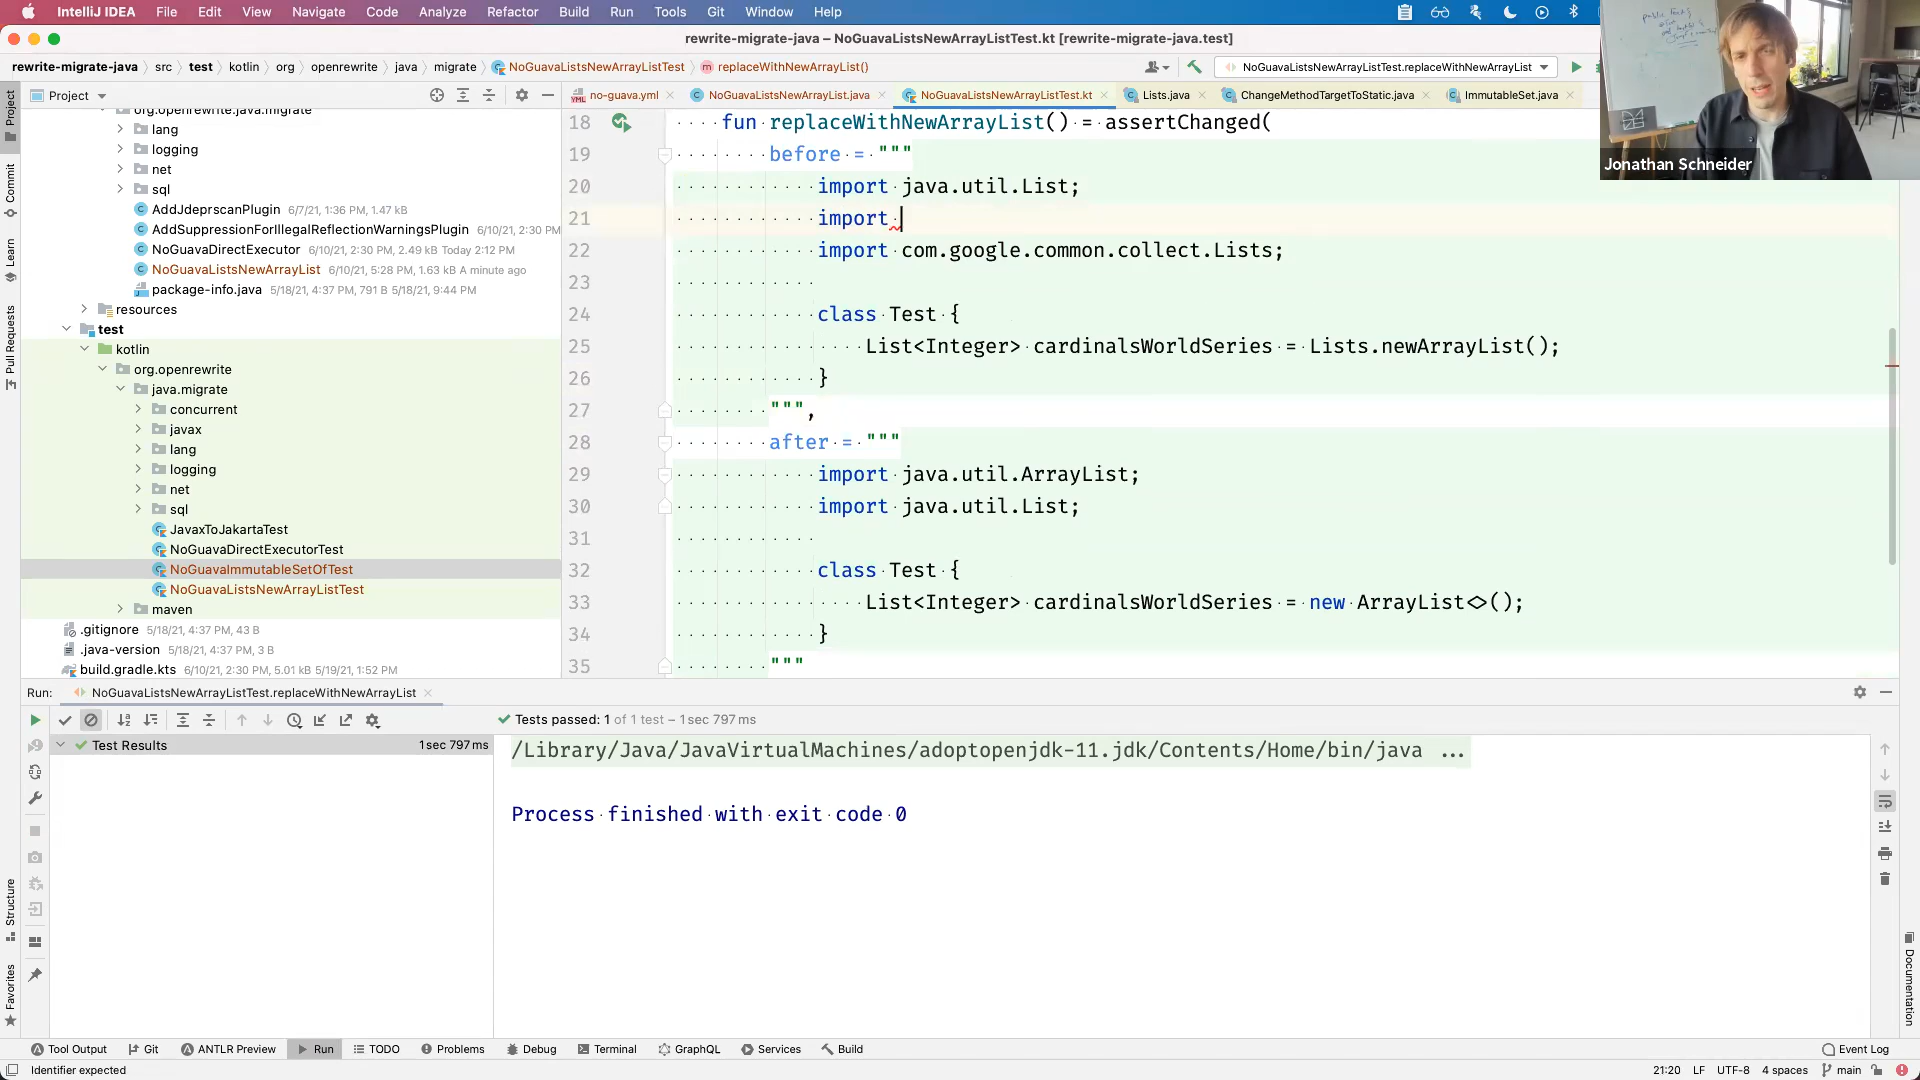 IntelliJ IDEA File Edit View Navigate Code Analyze Refactor Build Run Tools Git Window Help
rewrite-migrate-java – NoGuavaListsNewArrayListTest.kt [rewrite-migrate-java.test]
rewrite-migrate-java src test kotlin org openrewrite java migrate NoGuavaListsNewArrayListTest replaceWithNewArrayList() NoGuavaListsNewArrayListTest.replaceWithNewArrayList
Project
no-guava.yml NoGuavaListsNewArrayList.java NoGuavaListsNewArrayListTest.kt Lists.java ChangeMethodTargetToStatic.java ImmutableSet.java
Jonathan Schneider
Project
Commit
Learn
Pull Requests
Structure
Favorites
org.openrewrite.java.migrate
lang
logging
net
sql
AddJdeprscanPlugin 6/7/21, 1:36 PM, 1.47 kB
AddSuppressionForIllegalReflectionWarningsPlugin 6/10/21, 2:30 PM
NoGuavaDirectExecutor 6/10/21, 2:30 PM, 2.49 kB Today 2:12 PM
NoGuavaListsNewArrayList 6/10/21, 5:28 PM, 1.63 kB A minute ago
package-info.java 5/18/21, 4:37 PM, 791 B 5/18/21, 9:44 PM
resources
test
kotlin
org.openrewrite
java.migrate
concurrent
javax
lang
logging
net
sql
JavaxToJakartaTest
NoGuavaDirectExecutorTest
NoGuavaImmutableSetOfTest
NoGuavaListsNewArrayListTest
maven
.gitignore 5/18/21, 4:37 PM, 43 B
.java-version 5/18/21, 4:37 PM, 3 B
build.gradle.kts 6/10/21, 2:30 PM, 5.01 kB 5/19/21, 1:52 PM
18 fun replaceWithNewArrayList() = assertChanged(
19 before = """
20 import java.util.List;
21 import
22 import com.google.common.collect.Lists;
23
24 class Test {
25 List<Integer> cardinalsWorldSeries = Lists.newArrayList();
26 }
27 """,
28 after = """
29 import java.util.ArrayList;
30 import java.util.List;
31
32 class Test {
33 List<Integer> cardinalsWorldSeries = new ArrayList<>();
34 }
35 """
Run: NoGuavaListsNewArrayListTest.replaceWithNewArrayList
Tests passed: 1 of 1 test – 1 sec 797 ms
Test Results 1 sec 797 ms
/Library/Java/JavaVirtualMachines/adoptopenjdk-11.jdk/Contents/Home/bin/java ...
Process finished with exit code 0
Documentation
Tool Output Git ANTLR Preview Run TODO Problems Debug Terminal GraphQL Services Build Event Log
Identifier expected 21:20 LF UTF-8 4 spaces main